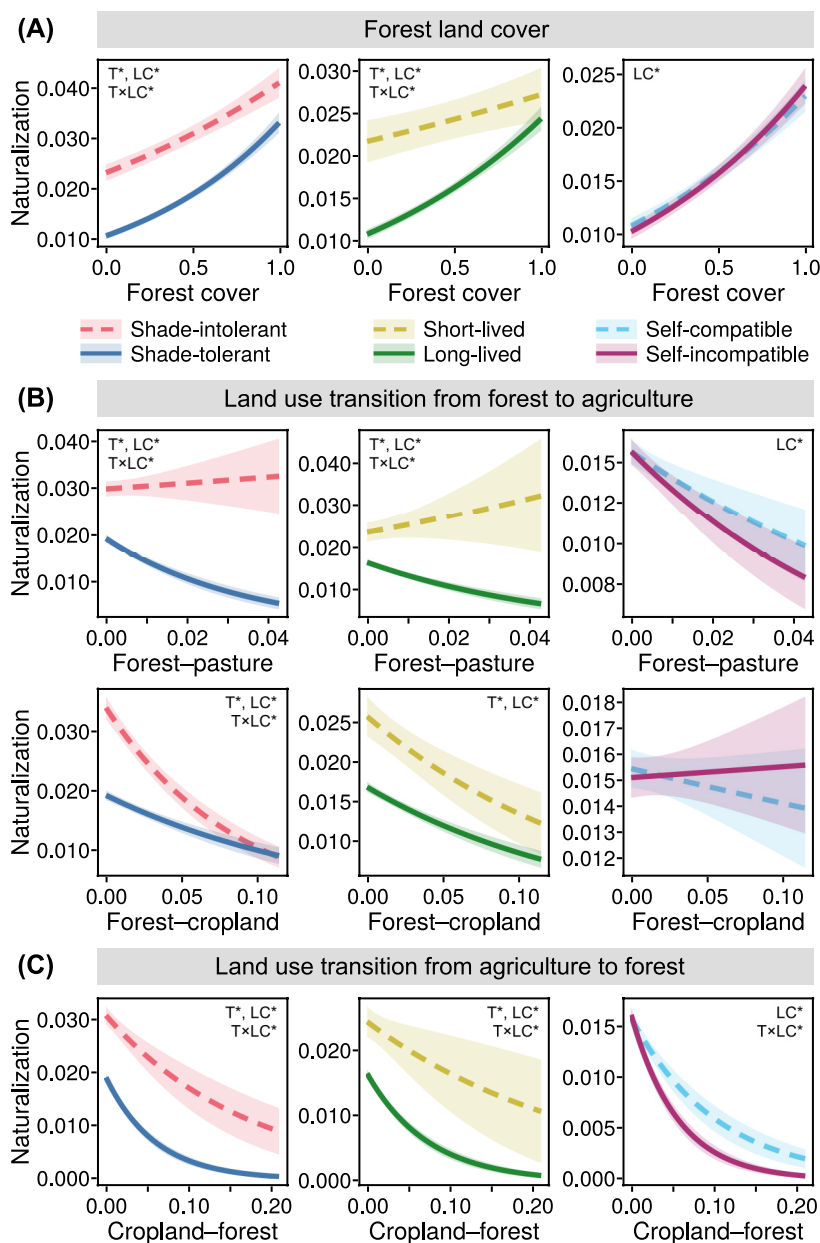 (A) Forest land cover
Naturalization
0.040
0.030
0.020
0.010
T*, LC*
T×LC*
0.0 0.5 1.0
Forest cover
0.030
0.025
0.020
0.015
0.010
T*, LC*
T×LC*
0.0 0.5 1.0
Forest cover
0.025
0.020
0.015
0.010
LC*
0.0 0.5 1.0
Forest cover
Shade-intolerant
Shade-tolerant
Short-lived
Long-lived
Self-compatible
Self-incompatible
(B) Land use transition from forest to agriculture
Naturalization
0.040
0.030
0.020
0.010
T*, LC*
T×LC*
0.00 0.02 0.04
Forest–pasture
0.040
0.030
0.020
0.010
T*, LC*
T×LC*
0.00 0.02 0.04
Forest–pasture
0.015
0.012
0.010
0.008
LC*
0.00 0.02 0.04
Forest–pasture
Naturalization
0.030
0.020
0.010
T*, LC*
T×LC*
0.00 0.05 0.10
Forest–cropland
0.025
0.020
0.015
0.010
T*, LC*
0.00 0.05 0.10
Forest–cropland
0.018
0.017
0.016
0.015
0.014
0.013
0.012
0.00 0.05 0.10
Forest–cropland
(C) Land use transition from agriculture to forest
Naturalization
0.030
0.020
0.010
0.000
T*, LC*
T×LC*
0.00 0.10 0.20
Cropland–forest
0.020
0.010
0.000
T*, LC*
T×LC*
0.00 0.10 0.20
Cropland–forest
0.015
0.010
0.005
0.000
LC*
T×LC*
0.00 0.10 0.20
Cropland–forest